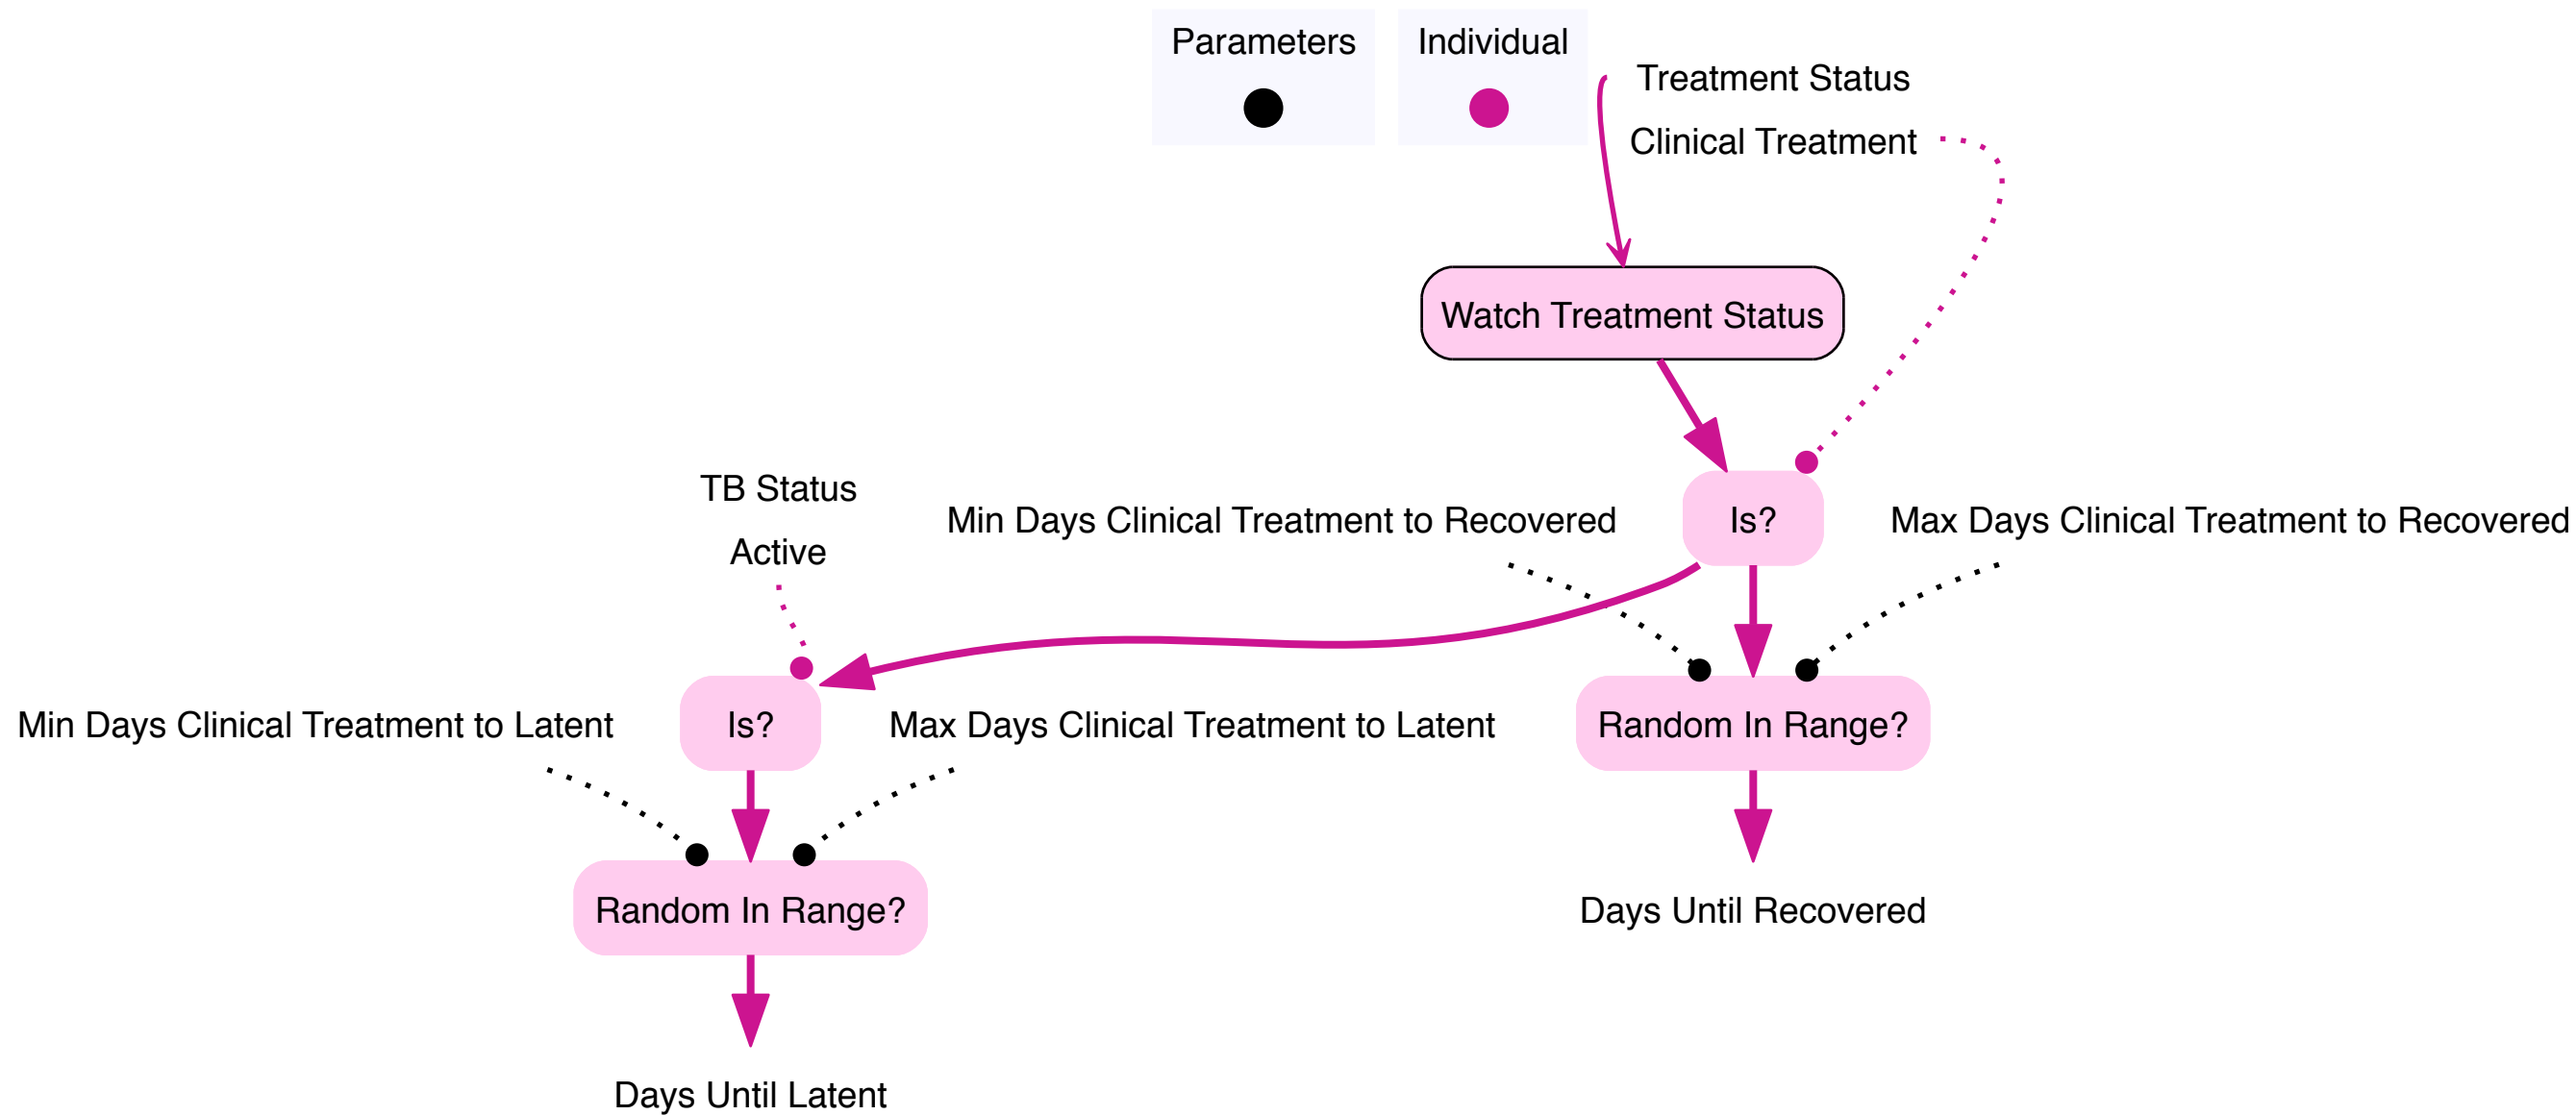 Parameters
Individual
Treatment Status
Clinical Treatment
Watch Treatment Status
TB Status
Active
Min Days Clinical Treatment to Recovered
Is?
Max Days Clinical Treatment to Recovered
Min Days Clinical Treatment to Latent
Is?
Max Days Clinical Treatment to Latent
Random In Range?
Random In Range?
Days Until Recovered
Days Until Latent